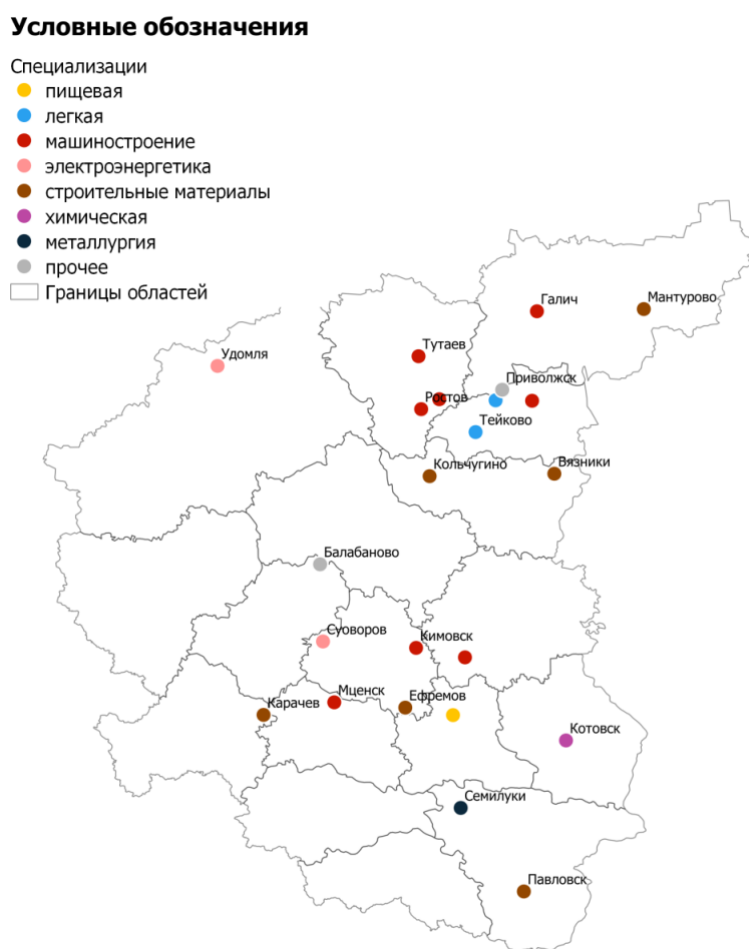 Условные обозначения
Специализации
пищевая
легкая
машиностроение
электроэнергетика
строительные материалы
химическая
металлургия
прочее
Границы областей
Галич
Мантурово
Тутаев
Удомля
Приволжск
Ростов
Тейково
Кольчугино
Вязники
Балабаново
Суоворов
Кимовск
Мценск
Ефремов
Карачев
Котовск
Семилуки
Павловск